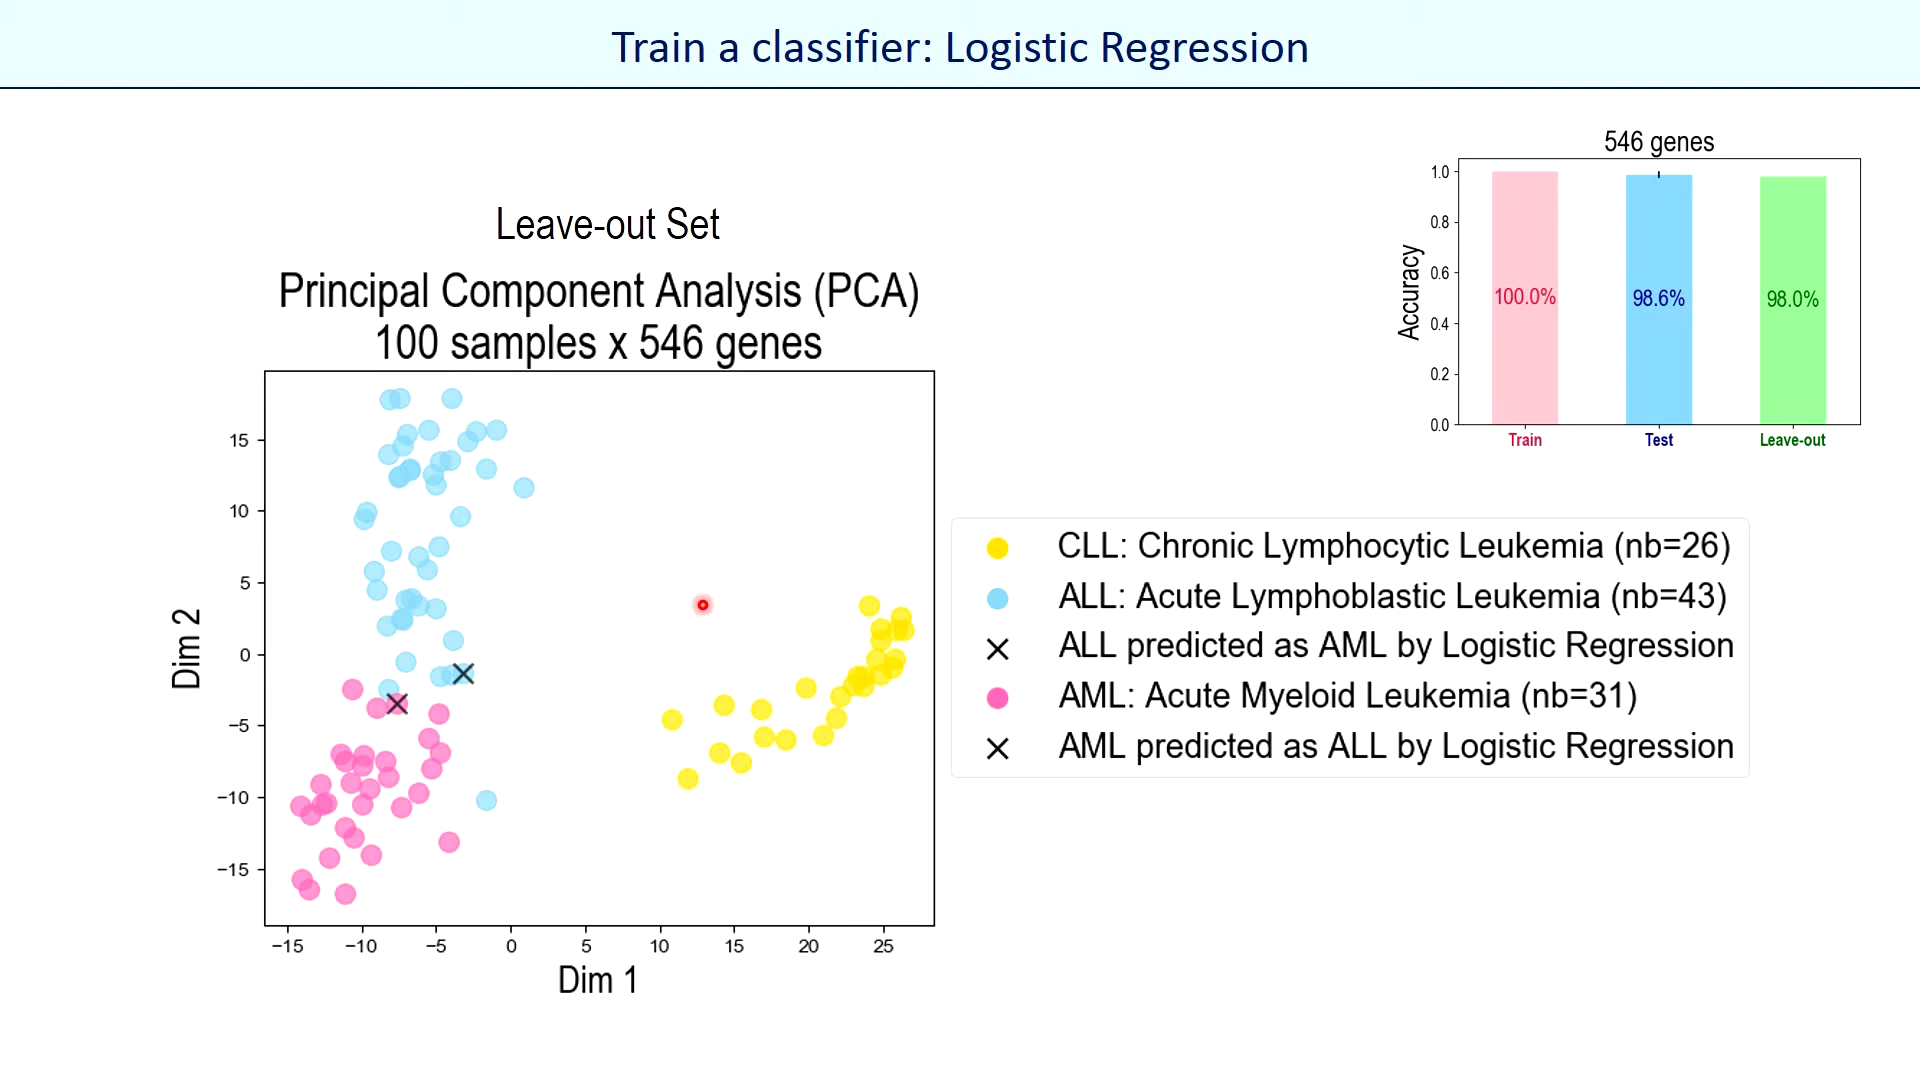 Train a classifier: Logistic Regression
546 genes
1.0
0.8
0.6
0.4
0.2
0.0
Accuracy
100.0%
98.6%
98.0%
Train
Test
Leave-out
Leave-out Set
Principal Component Analysis (PCA)
100 samples x 546 genes
15
10
5
0
−5
−10
−15
Dim 2
−15
−10
−5
0
5
10
15
20
25
Dim 1
CLL: Chronic Lymphocytic Leukemia (nb=26)
ALL: Acute Lymphoblastic Leukemia (nb=43)
ALL predicted as AML by Logistic Regression
AML: Acute Myeloid Leukemia (nb=31)
AML predicted as ALL by Logistic Regression